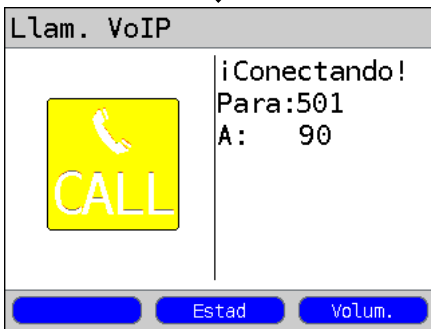 Llam. VoIP
¡Conectando!
Para:501
A: 90
CALL
Estad
Volum.